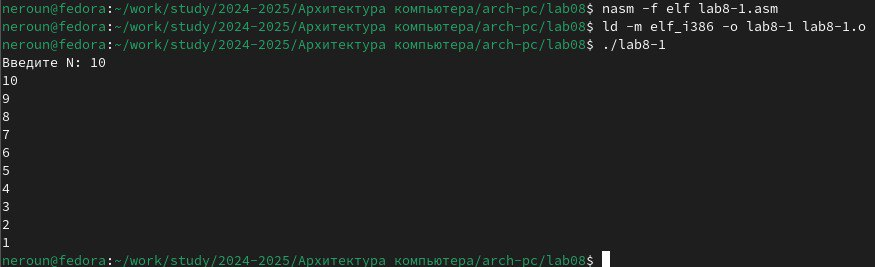 neroun@fedora:~/work/study/2024-2025/Архитектура компьютера/arch-pc/lab08$ nasm -f elf lab8-1.asm
neroun@fedora:~/work/study/2024-2025/Архитектура компьютера/arch-pc/lab08$ ld -m elf_i386 -o lab8-1 lab8-1.o
neroun@fedora:~/work/study/2024-2025/Архитектура компьютера/arch-pc/lab08$ ./lab8-1
Введите N: 10
10
9
8
7
6
5
4
3
2
1
neroun@fedora:~/work/study/2024-2025/Архитектура компьютера/arch-pc/lab08$